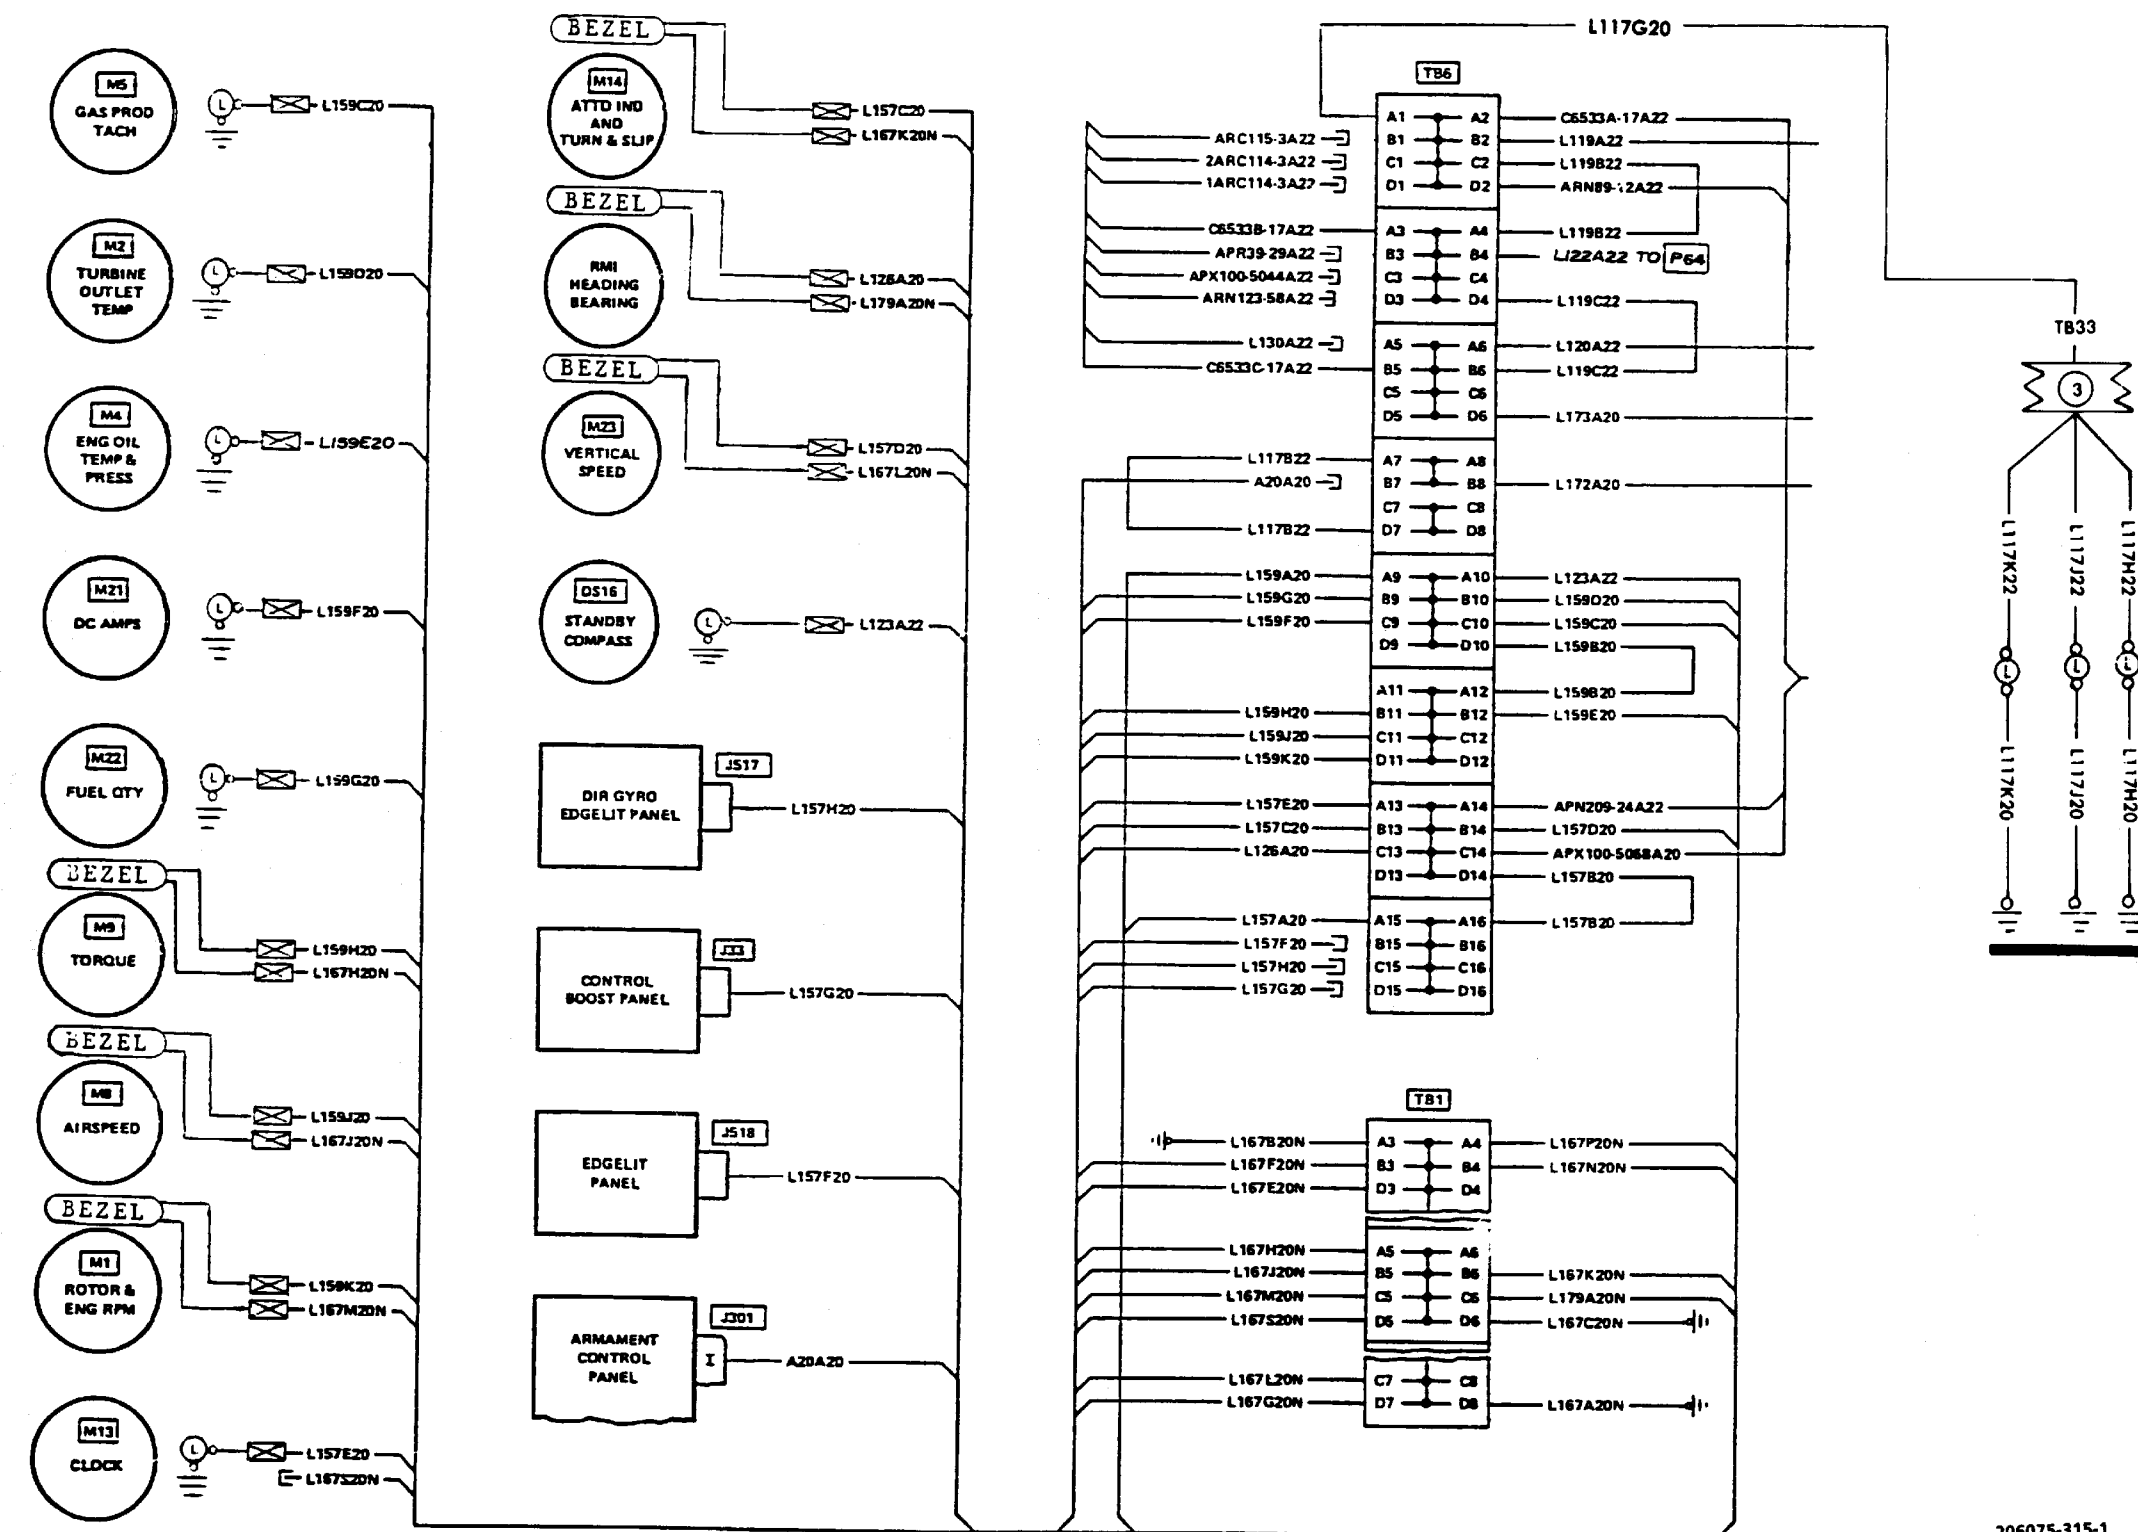 M5
GAS PROD
TACH
L
L159C20
M2
TURBINE
OUTLET
TEMP
L
L159D20
M4
ENG OIL
TEMP &
PRESS
L
L159E20
M21
DC AMPS
L
L159F20
M22
FUEL QTY
L
L159G20
BEZEL
M9
TORQUE
L159H20
L167H20N
BEZEL
M8
AIRSPEED
L159J20
L167J20N
BEZEL
M1
ROTOR &
ENG RPM
L159K20
L167M20N
M13
CLOCK
L
L157E20
L167S20N
BEZEL
M14
ATTD IND
AND
TURN & SLIP
L157C20
L167K20N
BEZEL
RMI
HEADING
BEARING
L126A20
L179A20N
BEZEL
M23
VERTICAL
SPEED
L157D20
L167L20N
DS16
STANDBY
COMPASS
L
L123A22
J517
DIR GYRO
EDGELIT PANEL
L157H20
J33
CONTROL
BOOST PANEL
L157G20
J518
EDGELIT
PANEL
L157F20
J301
ARMAMENT
CONTROL
PANEL
I
A20A20
L117G20
TB6
A1 A2 C6533A-17A22
ARC115-3A22 B1 B2 L119A22
2ARC114-3A22 C1 C2 L119B22
1ARC114-3A22 D1 D2 ARN89-12A22
C6533B-17A22 A3 A4 L119B22
APR39-29A22 B3 B4 L122A22 TO P64
APX100-5044A22 C3 C4
ARN123-58A22 D3 D4 L119C22
L130A22 A5 A6 L120A22
C6533C-17A22 B5 B6 L119C22
C5 C6
D5 D6 L173A20
L117B22 A7 A8
A20A20 B7 B8 L172A20
C7 C8
L117B22 D7 D8
L159A20 A9 A10 L123A22
L159G20 B9 B10 L159D20
L159F20 C9 C10 L159C20
D9 D10 L159B20
A11 A12 L159B20
L159H20 B11 B12 L159E20
L159J20 C11 C12
L159K20 D11 D12
L157E20 A13 A14 APN209-24A22
L157C20 B13 B14 L157D20
L126A20 C13 C14 APX100-5068A20
D13 D14 L157B20
L157A20 A15 A16 L157B20
L157F20 B15 B16
L157H20 C15 C16
L157G20 D15 D16
TB1
L167B20N A3 A4 L167P20N
L167F20N B3 B4 L167N20N
L167E20N D3 D4
L167H20N A5 A6
L167J20N B5 B6 L167K20N
L167M20N C5 C6 L179A20N
L167S20N D5 D6 L167C20N
L167L20N C7 C8
L167G20N D7 D8 L167A20N
TB33
3
L117K22
L117J22
L117H22
L
L
L
L117K20
L117J20
L117H20
206075-315-1